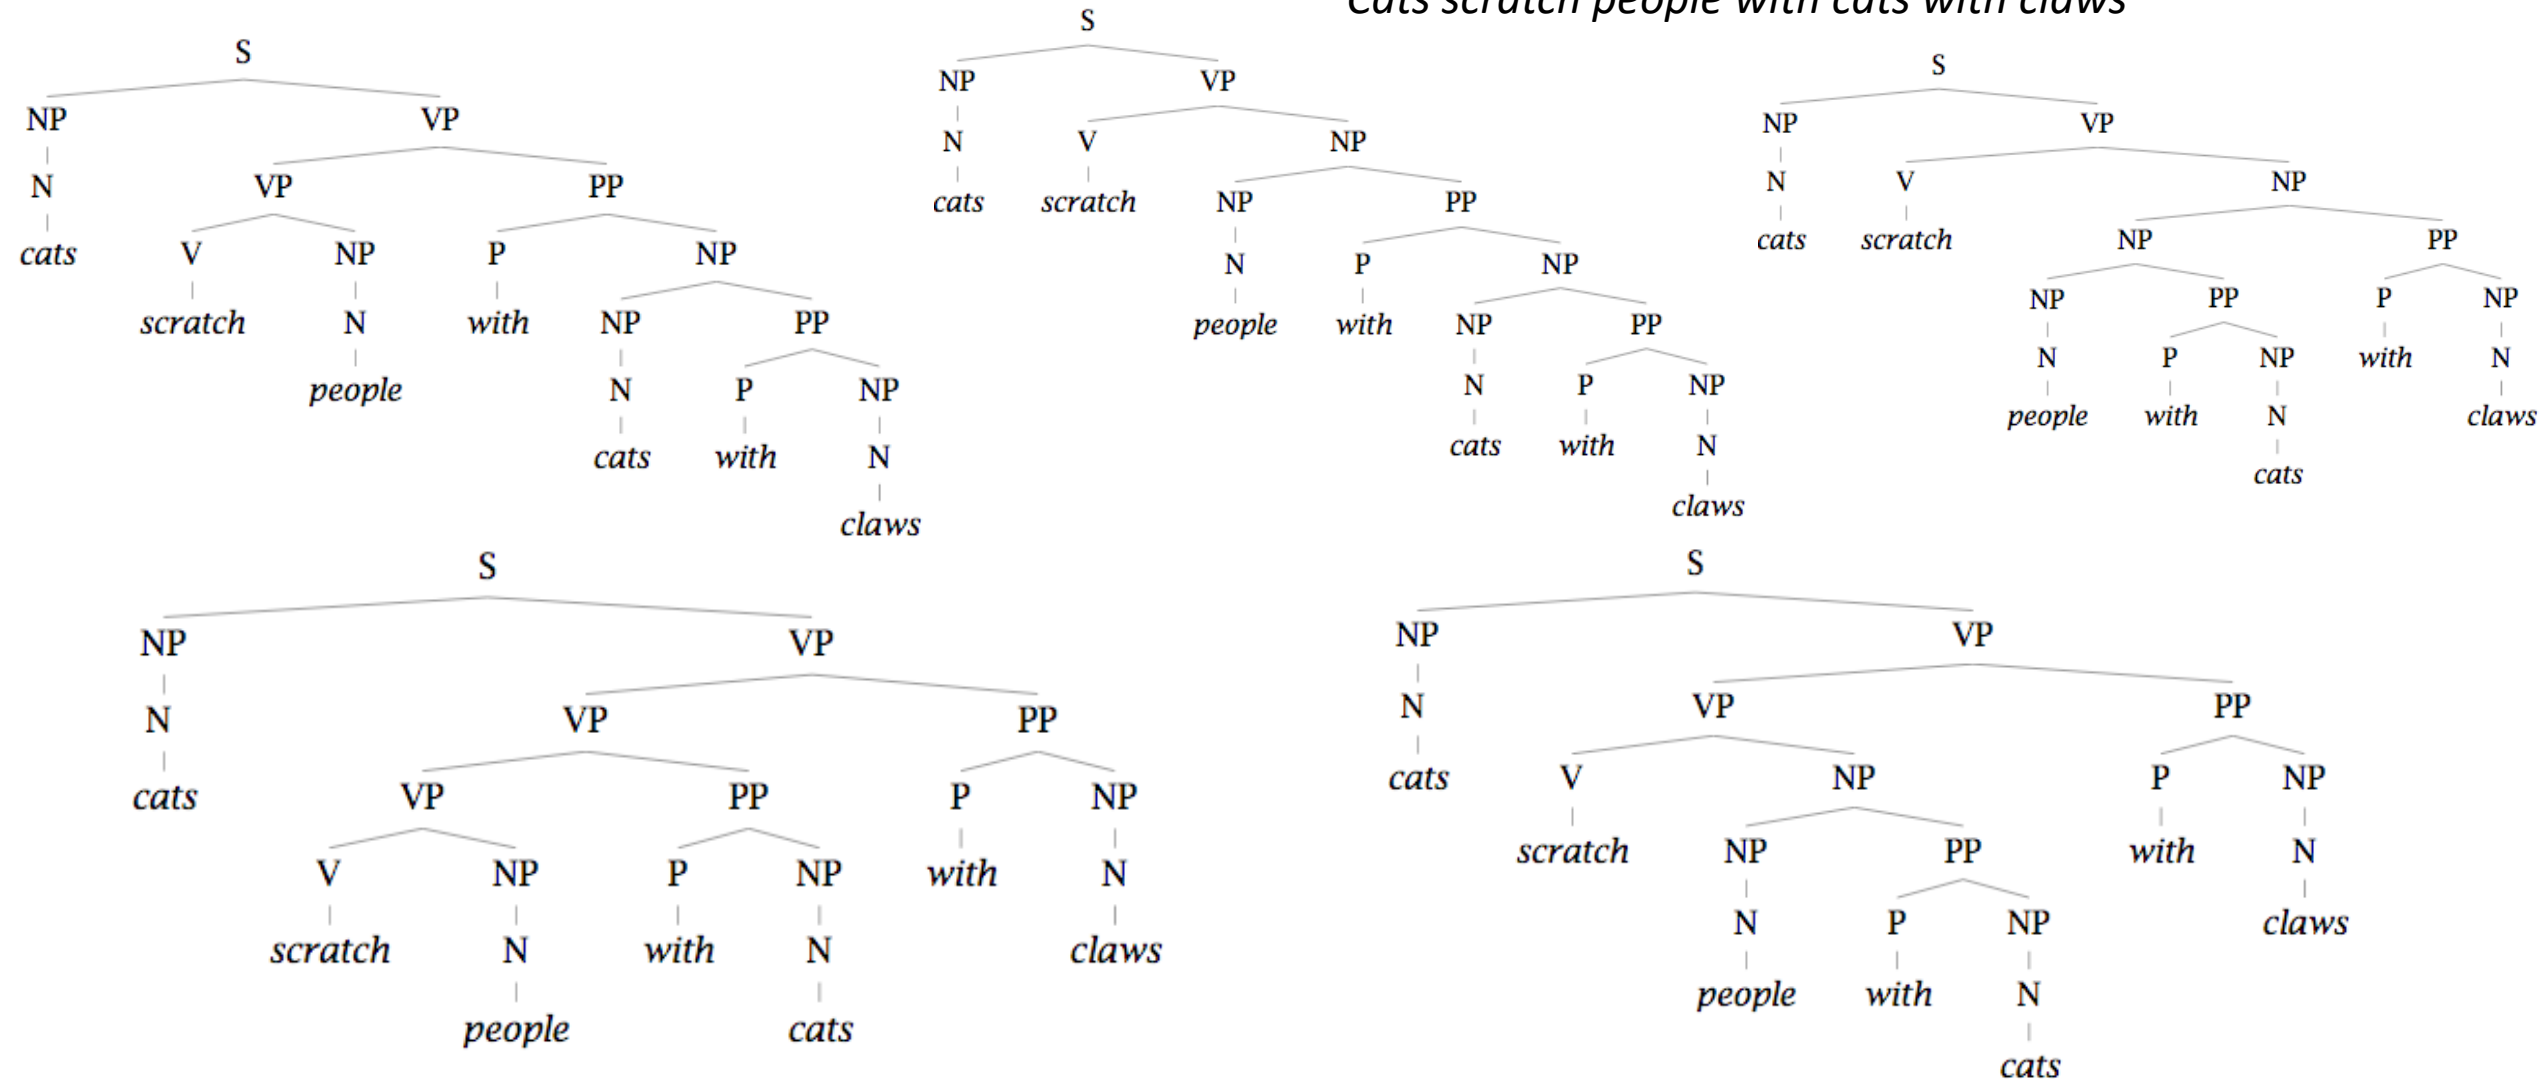 Cats scratch people with cats with claws
S
NP VP
N VP PP
cats V NP P NP
scratch N with NP PP
people N P NP
cats with N
claws
S
NP VP
N V NP
cats scratch NP PP
N P NP
people with NP PP
N P NP
cats with N
claws
S
NP VP
N V NP
cats scratch NP PP
NP PP P NP
N P NP with N
people with N claws
cats
S
NP VP
N VP PP
cats VP PP P NP
V NP P NP with N
scratch N with N claws
people cats
S
NP VP
N VP PP
cats V NP P NP
scratch NP PP with N
N P NP claws
people with N
cats